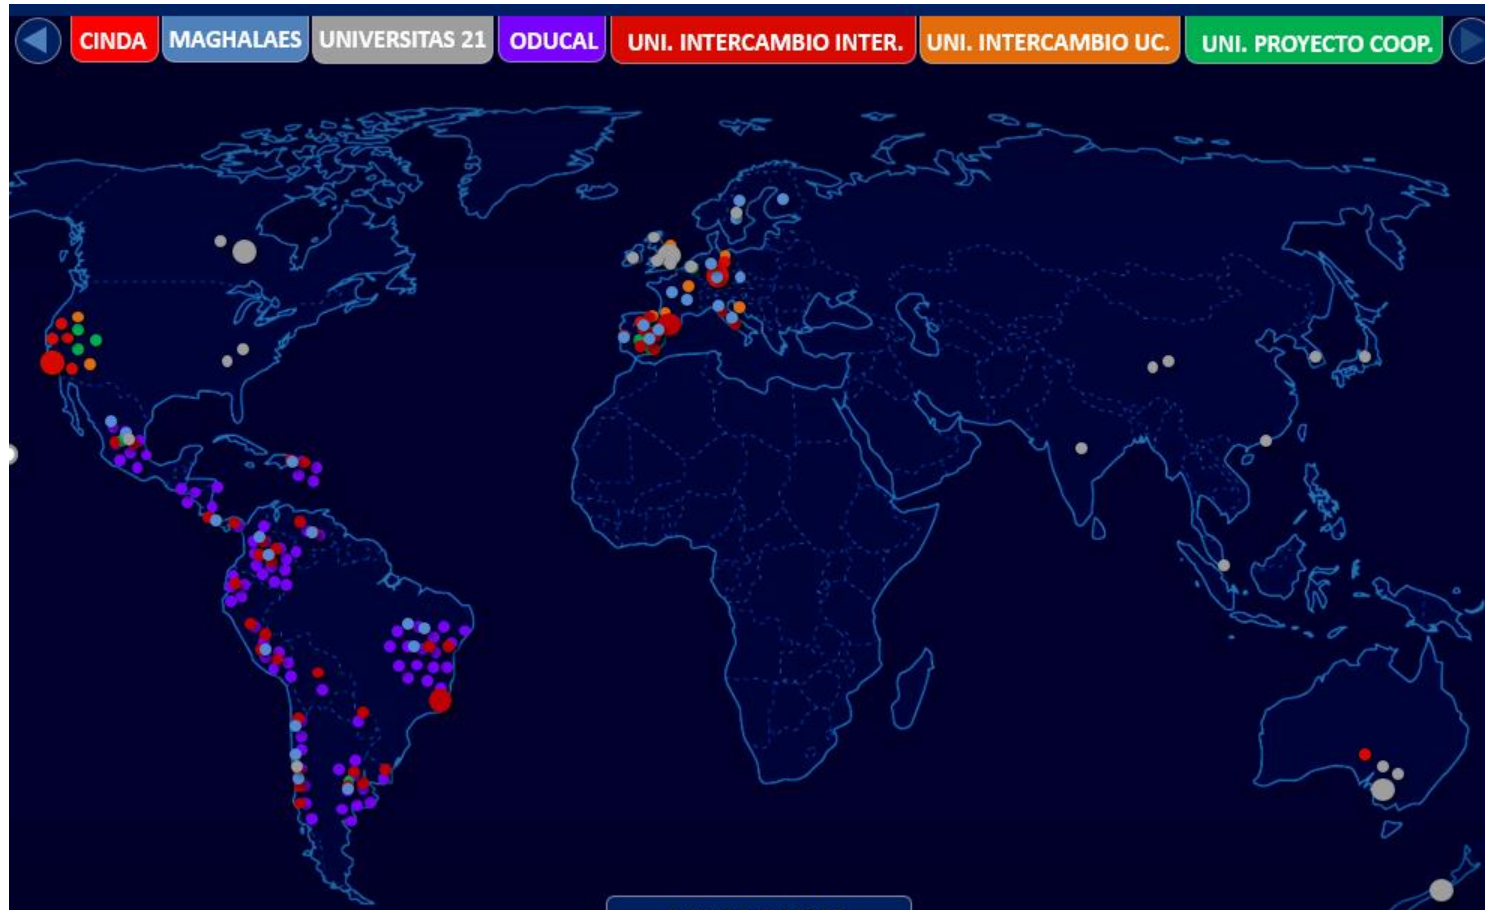 CINDA
MAGHALAES
UNIVERSITAS 21
ODUCAL
UNI. INTERCAMBIO INTER.
UNI. INTERCAMBIO UC.
UNI. PROYECTO COOP.